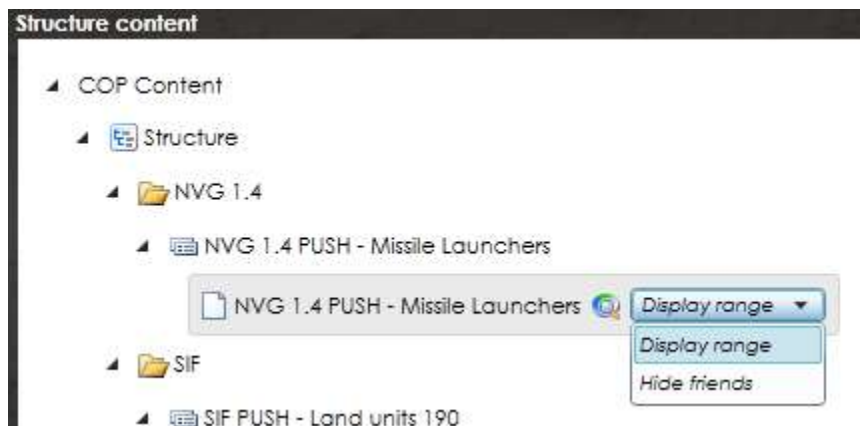 Structure content
COP Content
Structure
NVG 1.4
NVG 1.4 PUSH - Missile Launchers
NVG 1.4 PUSH - Missile Launchers Display range
Display range
Hide friends
SIF
SIF PUSH - Land units 190